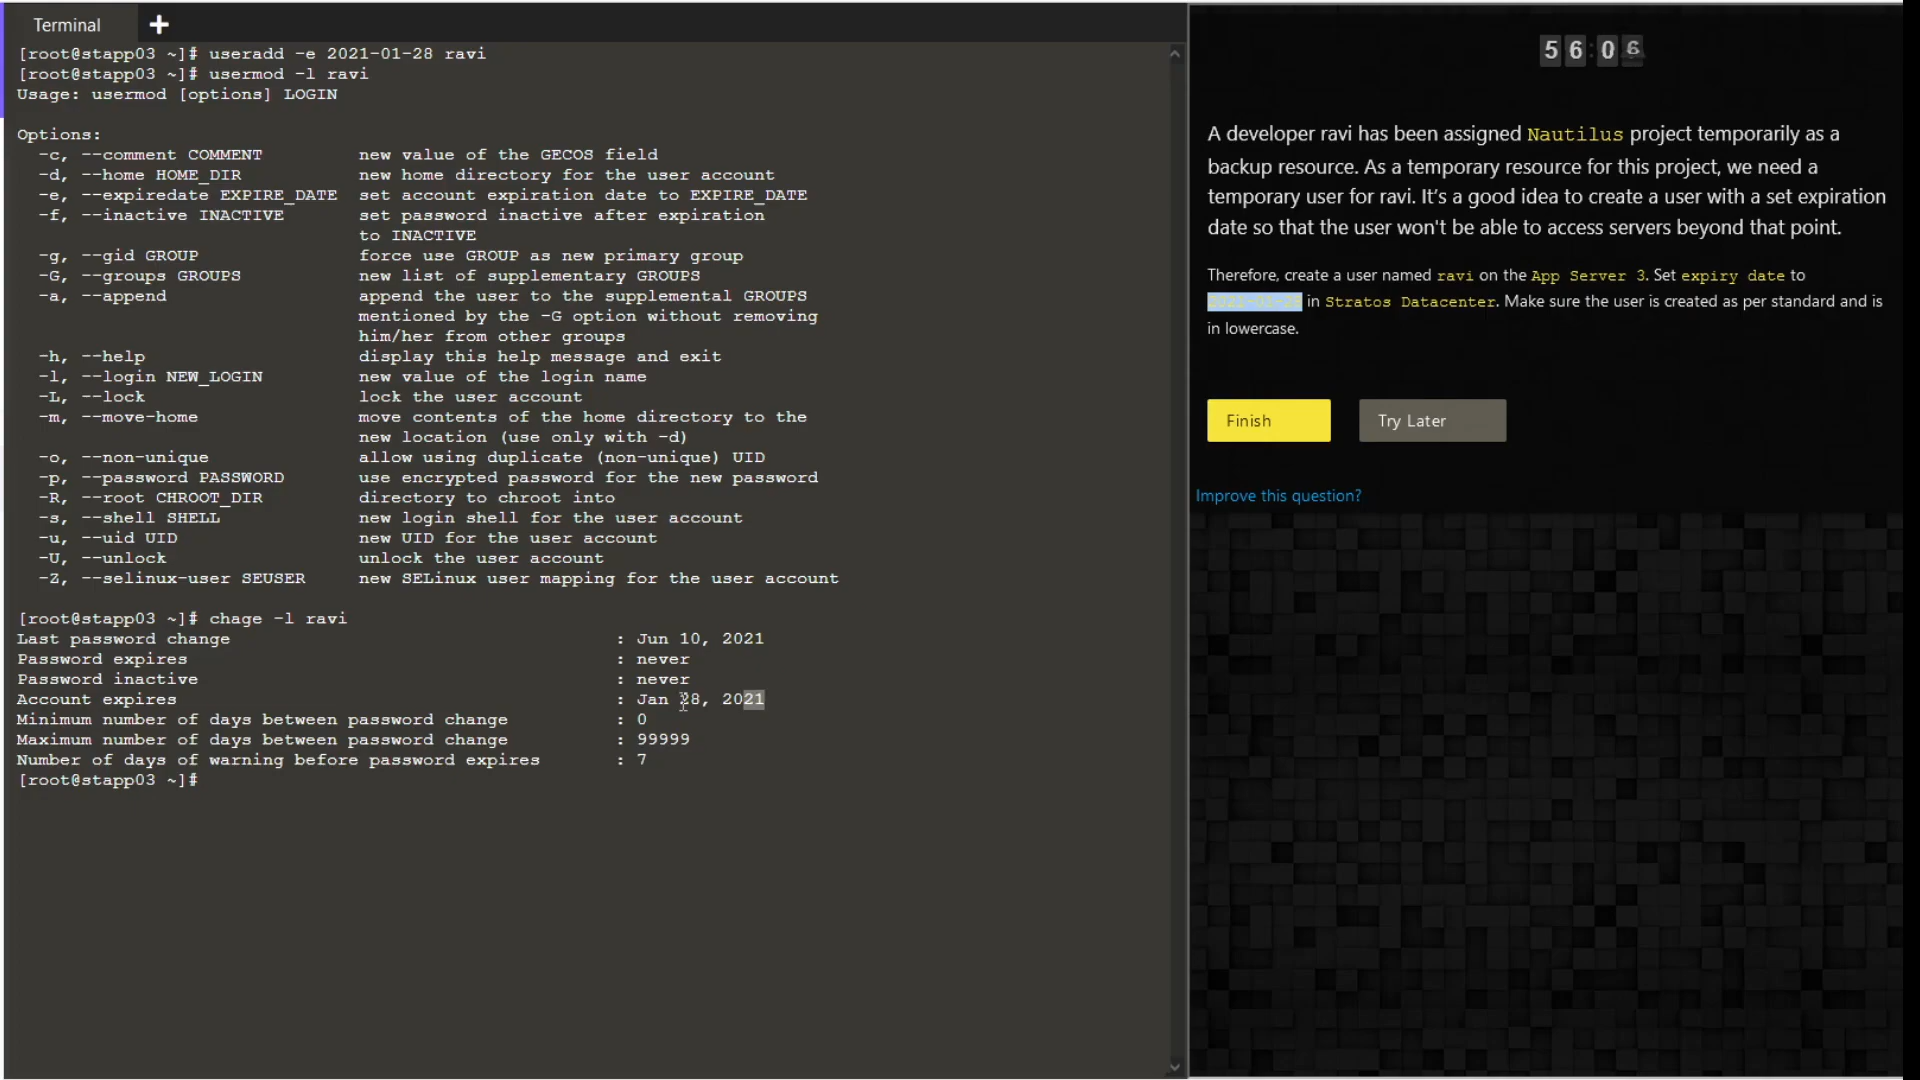 Terminal
[root@stapp03 ~]# useradd -e 2021-01-28 ravi
[root@stapp03 ~]# usermod -l ravi
Usage: usermod [options] LOGIN
Options:
-c, --comment COMMENT new value of the GECOS field
-d, --home HOME_DIR new home directory for the user account
-e, --expiredate EXPIRE_DATE set account expiration date to EXPIRE_DATE
-f, --inactive INACTIVE set password inactive after expiration
to INACTIVE
-g, --gid GROUP force use GROUP as new primary group
-G, --groups GROUPS new list of supplementary GROUPS
-a, --append append the user to the supplemental GROUPS
mentioned by the -G option without removing
him/her from other groups
-h, --help display this help message and exit
-l, --login NEW_LOGIN new value of the login name
-L, --lock lock the user account
-m, --move-home move contents of the home directory to the
new location (use only with -d)
-o, --non-unique allow using duplicate (non-unique) UID
-p, --password PASSWORD use encrypted password for the new password
-R, --root CHROOT_DIR directory to chroot into
-s, --shell SHELL new login shell for the user account
-u, --uid UID new UID for the user account
-U, --unlock unlock the user account
-Z, --selinux-user SEUSER new SELinux user mapping for the user account
[root@stapp03 ~]# chage -l ravi
Last password change : Jun 10, 2021
Password expires : never
Password inactive : never
Account expires : Jan 28, 2021
Minimum number of days between password change : 0
Maximum number of days between password change : 99999
Number of days of warning before password expires : 7
[root@stapp03 ~]#
56:0
A developer ravi has been assigned Nautilus project temporarily as a
backup resource. As a temporary resource for this project, we need a
temporary user for ravi. It’s a good idea to create a user with a set expiration
date so that the user won't be able to access servers beyond that point.
Therefore, create a user named ravi on the App Server 3. Set expiry date to
2021-01-28 in Stratos Datacenter. Make sure the user is created as per standard and is
in lowercase.
Finish
Try Later
Improve this question?